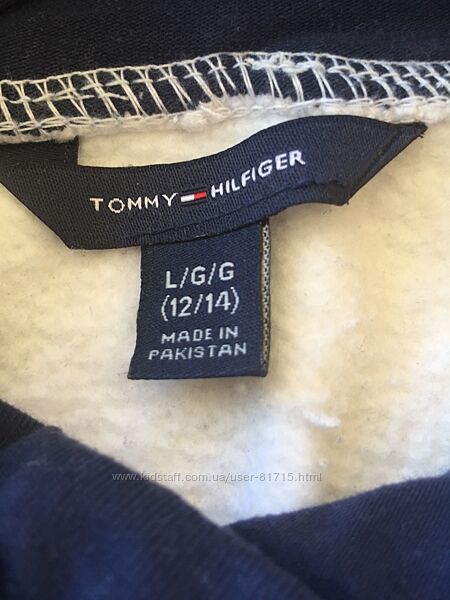 TOMMY HILFIGER
L/G/G
(12/14)
MADE IN
PAKISTAN
www.kidstaff.com.ua/user-81715.html